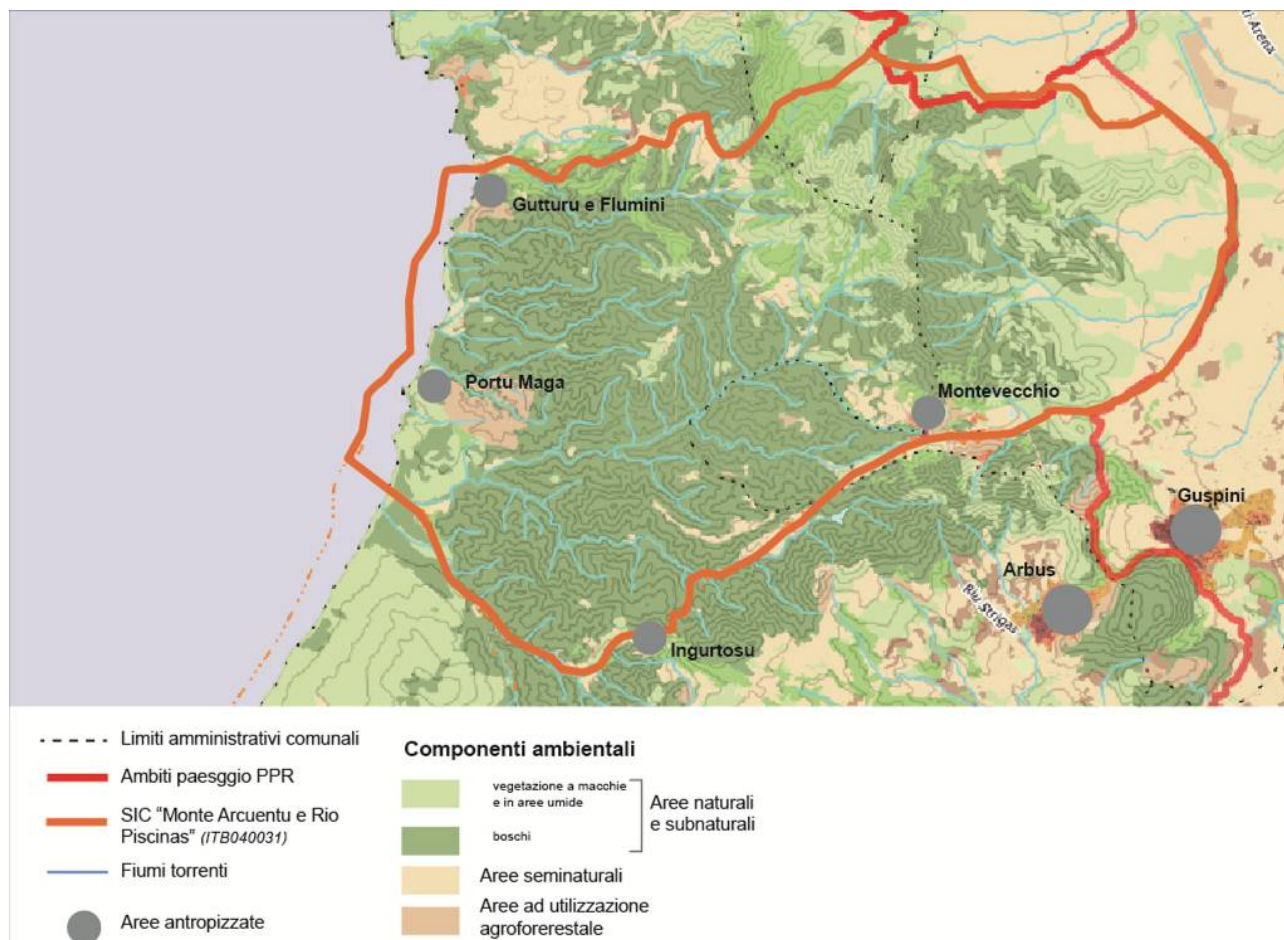 ti Arena
Gutturu e Flumini
Portu Maga
Montevecchio
Guspini
Arbus
Riu Strigas
Ingurtosu
Limiti amministrativi comunali
Ambiti paesggio PPR
SIC “Monte Arcuentu e Rio
Piscinas” (ITB040031)
Fiumi torrenti
Aree antropizzate
Componenti ambientali
vegetazione a macchie
e in aree umide
boschi
Aree naturali
e subnaturali
Aree seminaturali
Aree ad utilizzazione
agroforerestale